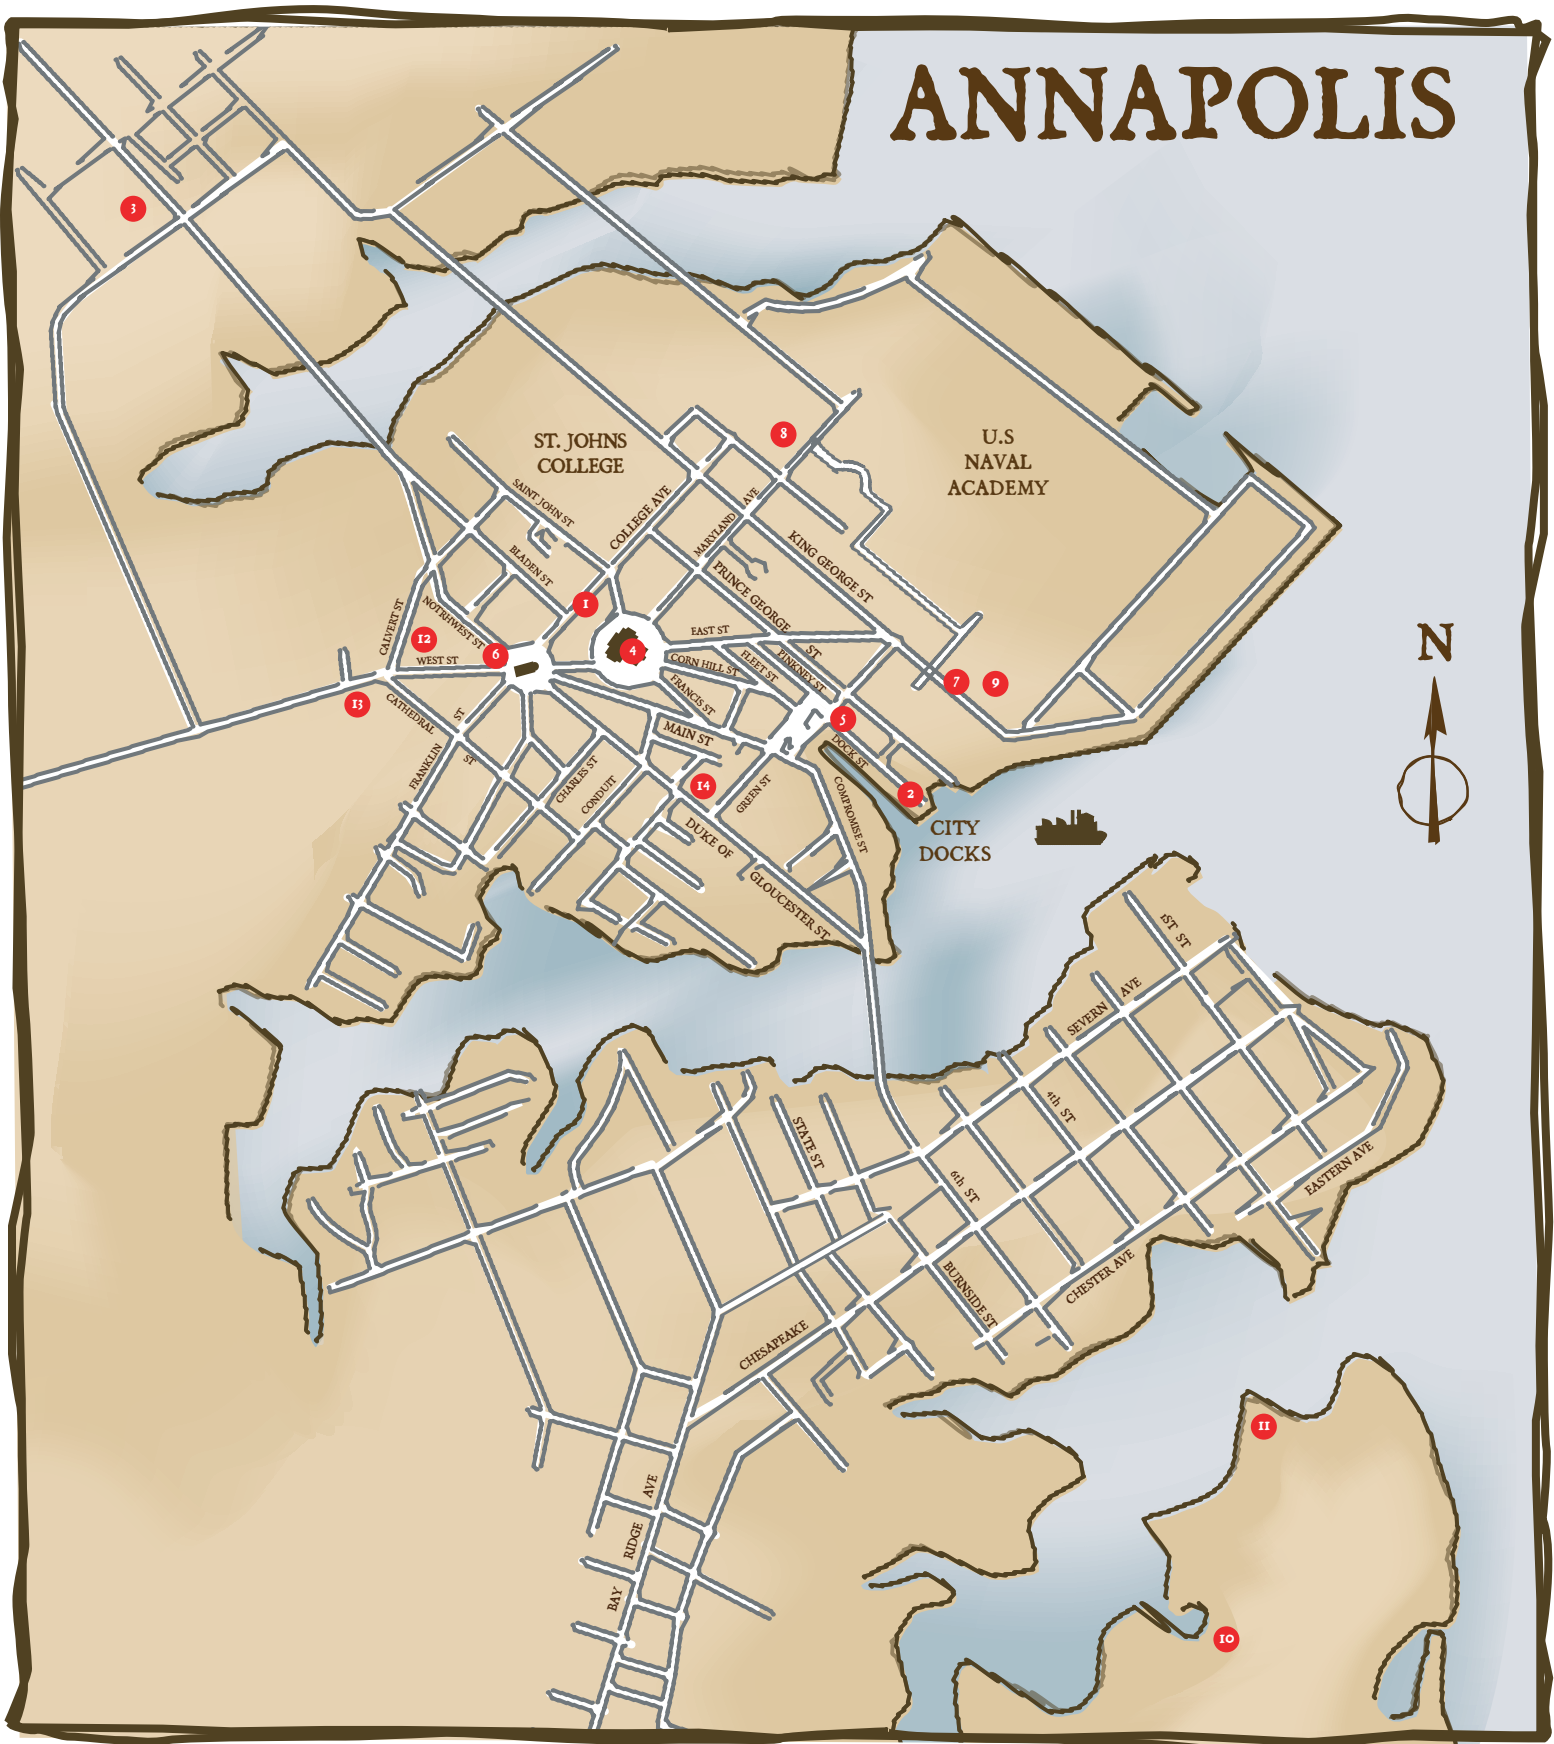 ANNAPOLIS
3
8
ST. JOHNS
COLLEGE
U.S
NAVAL
ACADEMY
SAINT JOHN ST
COLLEGE AVE
MARYLAND AVE
KING GEORGE ST
BLADEN ST
PRINCE GEORGE ST
1
CALVERT ST
NOTRHWEST ST
12
6
4
EAST ST
WEST ST
CORN HILL ST
FLEET ST
PINKNEY ST
FRANCIS ST
7
9
N
13
CATHEDRAL ST
FRANKLIN ST
MAIN ST
5
DOCK ST
CHARLES ST
CONDUIT
14
GREEN ST
COMPROMISE ST
2
CITY
DOCKS
DUKE OF GLOUCESTER ST
1ST ST
SEVERN AVE
4th ST
STATE ST
6th ST
EASTERN AVE
BURNSIDE ST
CHESTER AVE
CHESAPEAKE
11
BAY RIDGE AVE
10